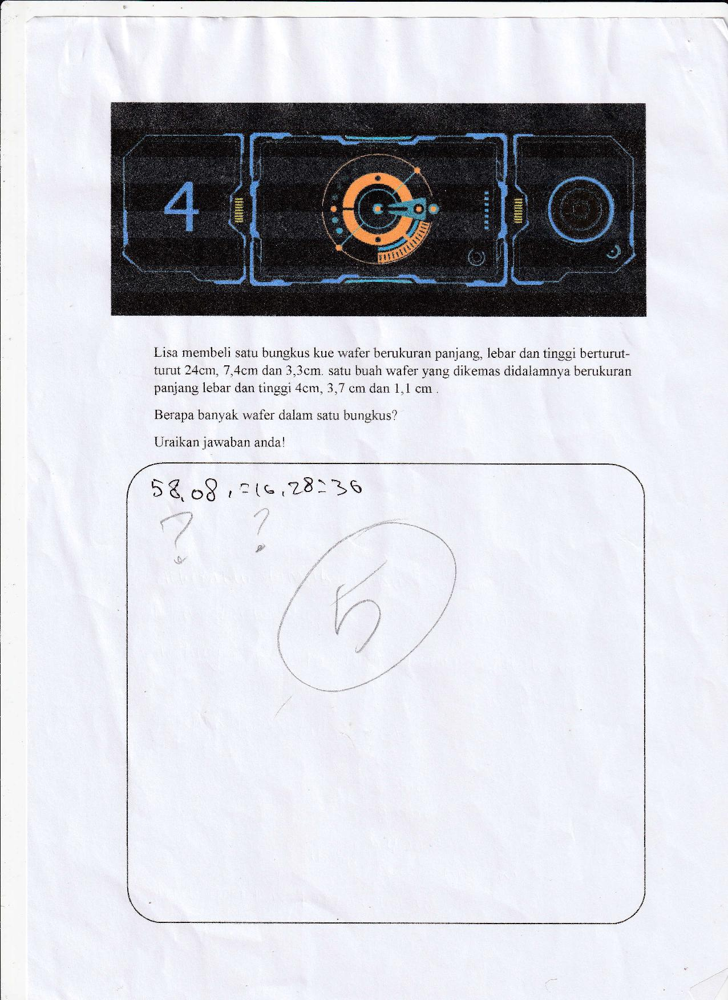 4
Lisa membeli satu bungkus kue wafer berukuran panjang, lebar dan tinggi berturut-
turut 24cm, 7,4cm dan 3,3cm. satu buah wafer yang dikemas didalamnya berukuran
panjang lebar dan tinggi 4cm, 3,7 cm dan 1,1 cm .
Berapa banyak wafer dalam satu bungkus?
Uraikan jawaban anda!
58,08 , = 16,28 = 36
? ?
5